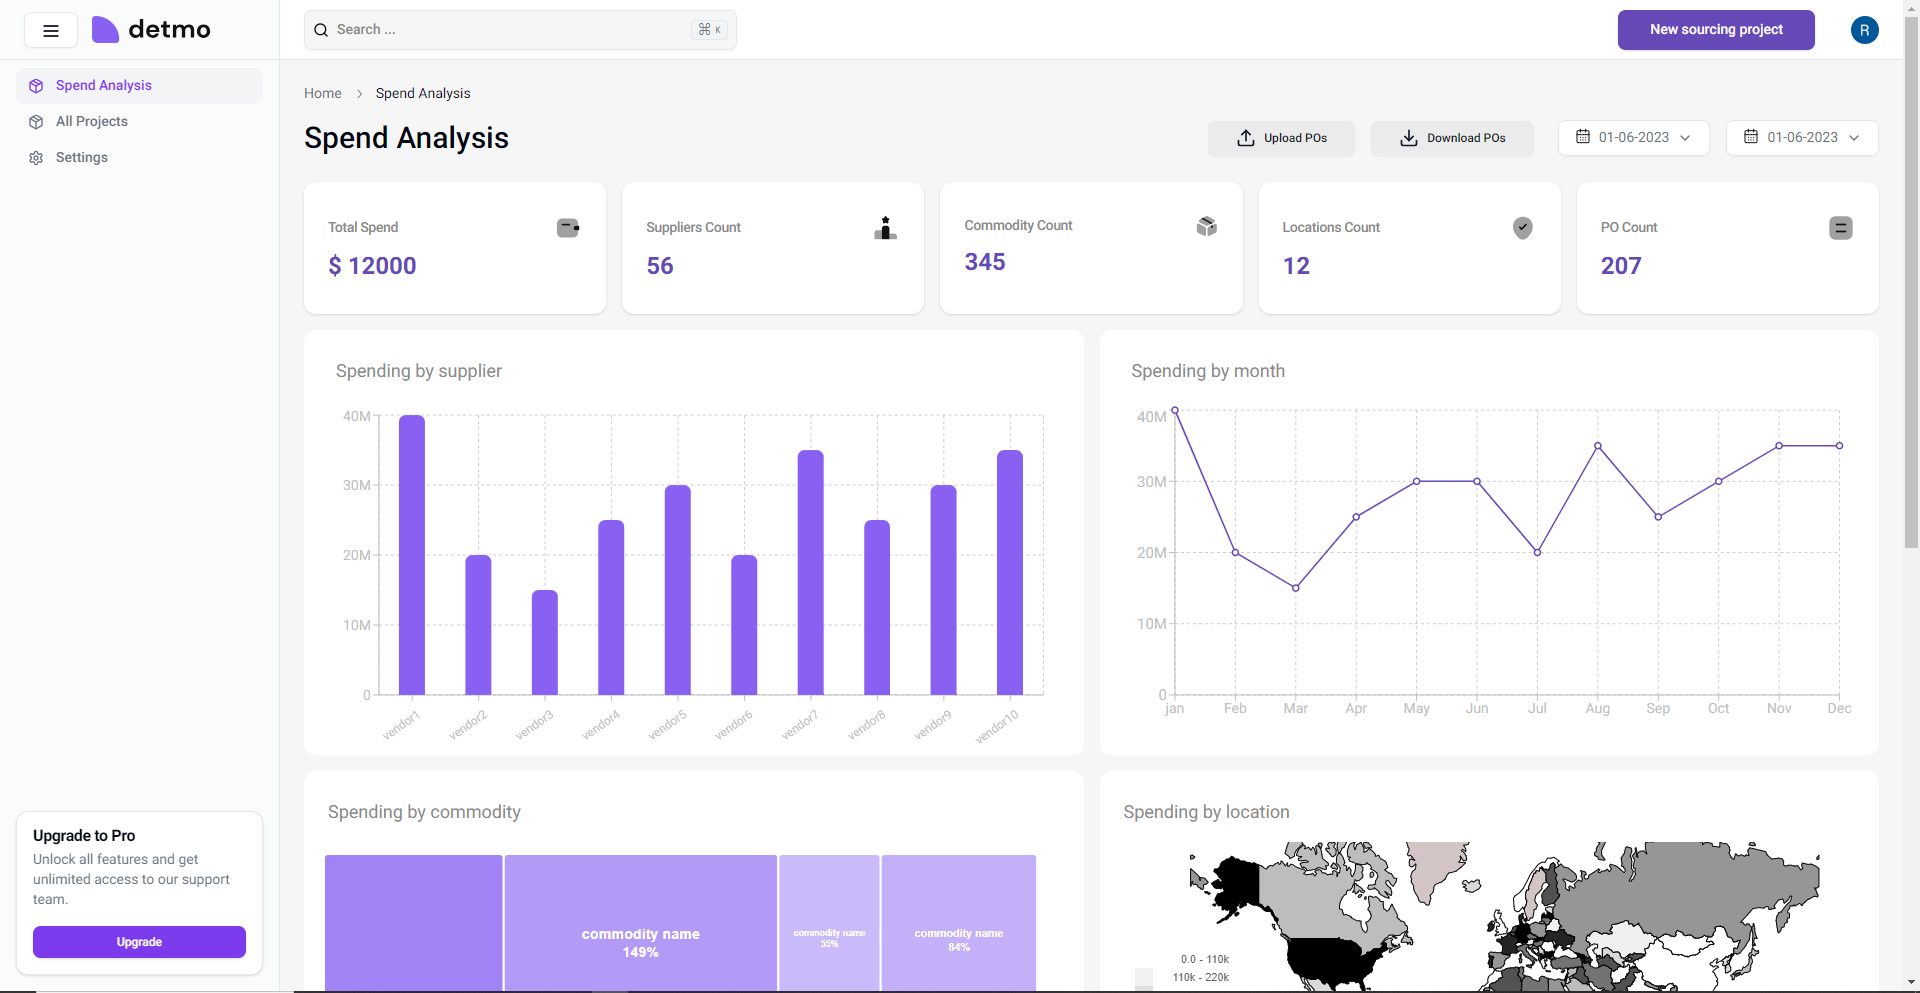 detmo
Search ...
⌘ K
New sourcing project
R
Spend Analysis
All Projects
Settings
Home > Spend Analysis
Spend Analysis
Upload POs
Download POs
01-06-2023
01-06-2023
Total Spend
$ 12000
Suppliers Count
56
Commodity Count
345
Locations Count
12
PO Count
207
Spending by supplier
40M
30M
20M
10M
0
vendor1 vendor2 vendor3 vendor4 vendor5 vendor6 vendor7 vendor8 vendor9 vendor10
Spending by month
40M
30M
20M
10M
0
jan Feb Mar Apr May Jun Jul Aug Sep Oct Nov Dec
Spending by commodity
commodity name
149%
commodity name
55%
commodity name
84%
Spending by location
0.0 - 110k
110k - 220k
Upgrade to Pro
Unlock all features and get
unlimited access to our support
team.
Upgrade